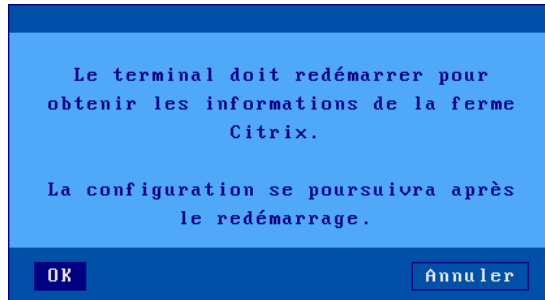 Le terminal doit redémarrer pour
obtenir les informations de la ferme
Citrix.
La configuration se poursuivra après
le redémarrage.
OK
Annuler